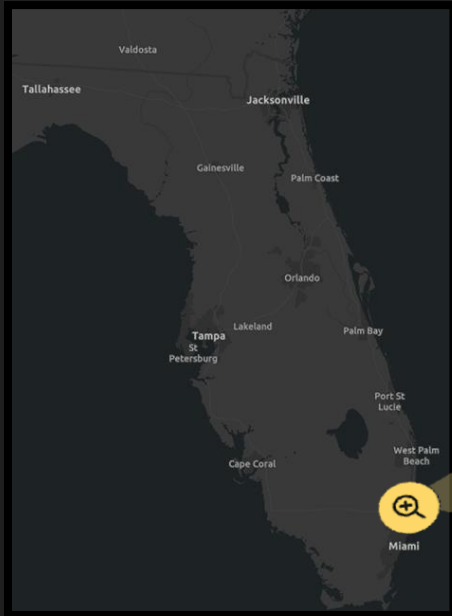 Valdosta
Tallahassee
Jacksonville
Gainesville
Palm Coast
Orlando
Lakeland
Tampa
St
Petersburg
Palm Bay
Port St
Lucie
West Palm
Beach
Cape Coral
Miami